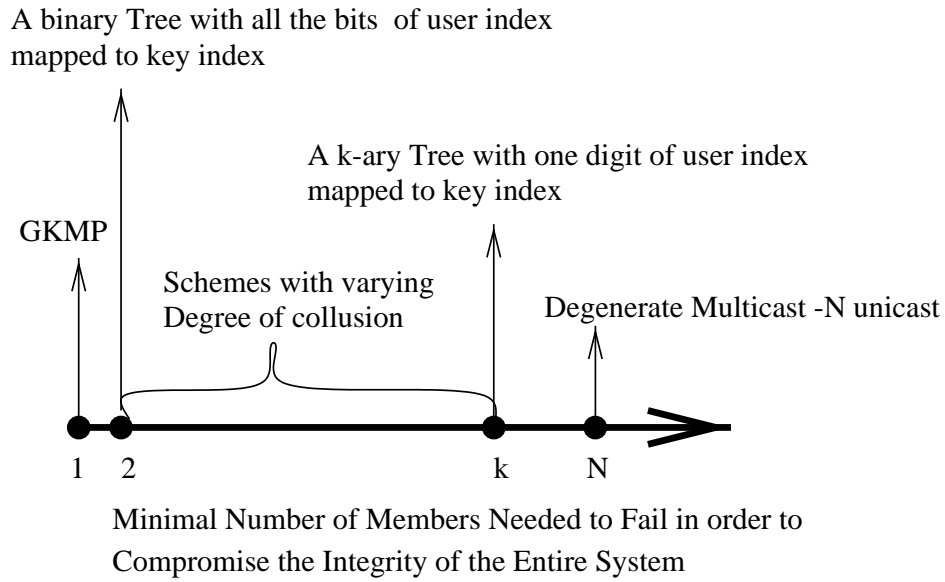 A binary Tree with all the bits of user index
mapped to key index
A k-ary Tree with one digit of user index
mapped to key index
GKMP
Schemes with varying
Degree of collusion
Degenerate Multicast -N unicast
1 2 k N
Minimal Number of Members Needed to Fail in order to
Compromise the Integrity of the Entire System